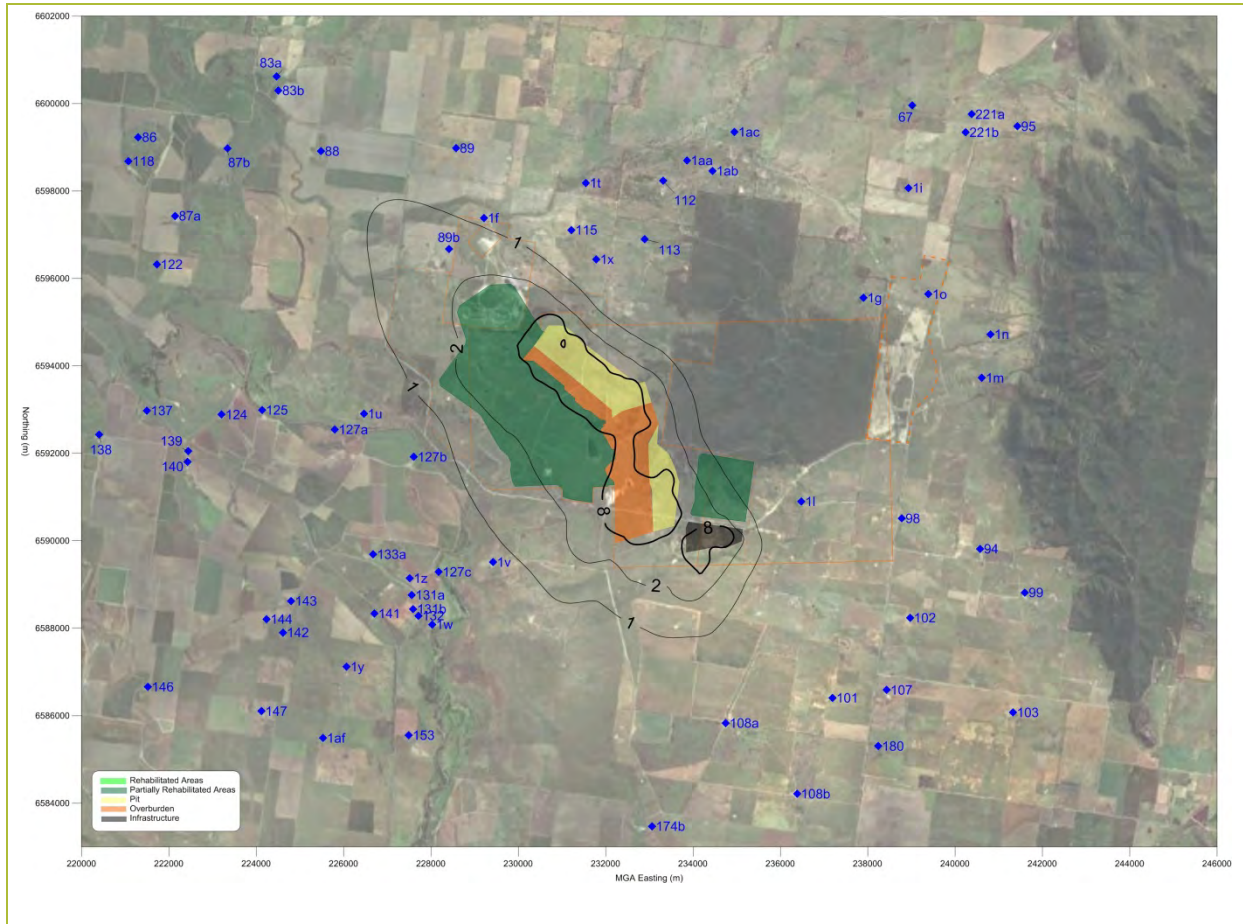 6602000
83a
83b
6600000
67
221a
95
221b
1ac
86
118
87b
88
89
1aa
1ab
6598000
1t
112
1i
87a
1f
115
113
1
89b
1x
122
6596000
1g
1o
1n
2
6594000
1m
1
137
124
125
1u
138
127a
139
6592000
140
127b
1l
8
98
8
6590000
94
133a
1v
127c
1z
2
131a
99
143
131b
141
132
144
1w
1
102
6588000
142
1y
146
107
101
147
103
6586000
108a
153
1af
180
Northing (m)
108b
6584000
174b
Rehabilitated Areas
Partially Rehabilitated Areas
Pit
Overburden
Infrastructure
220000 222000 224000 226000 228000 230000 232000 234000 236000 238000 240000 242000 244000 246000
MGA Easting (m)